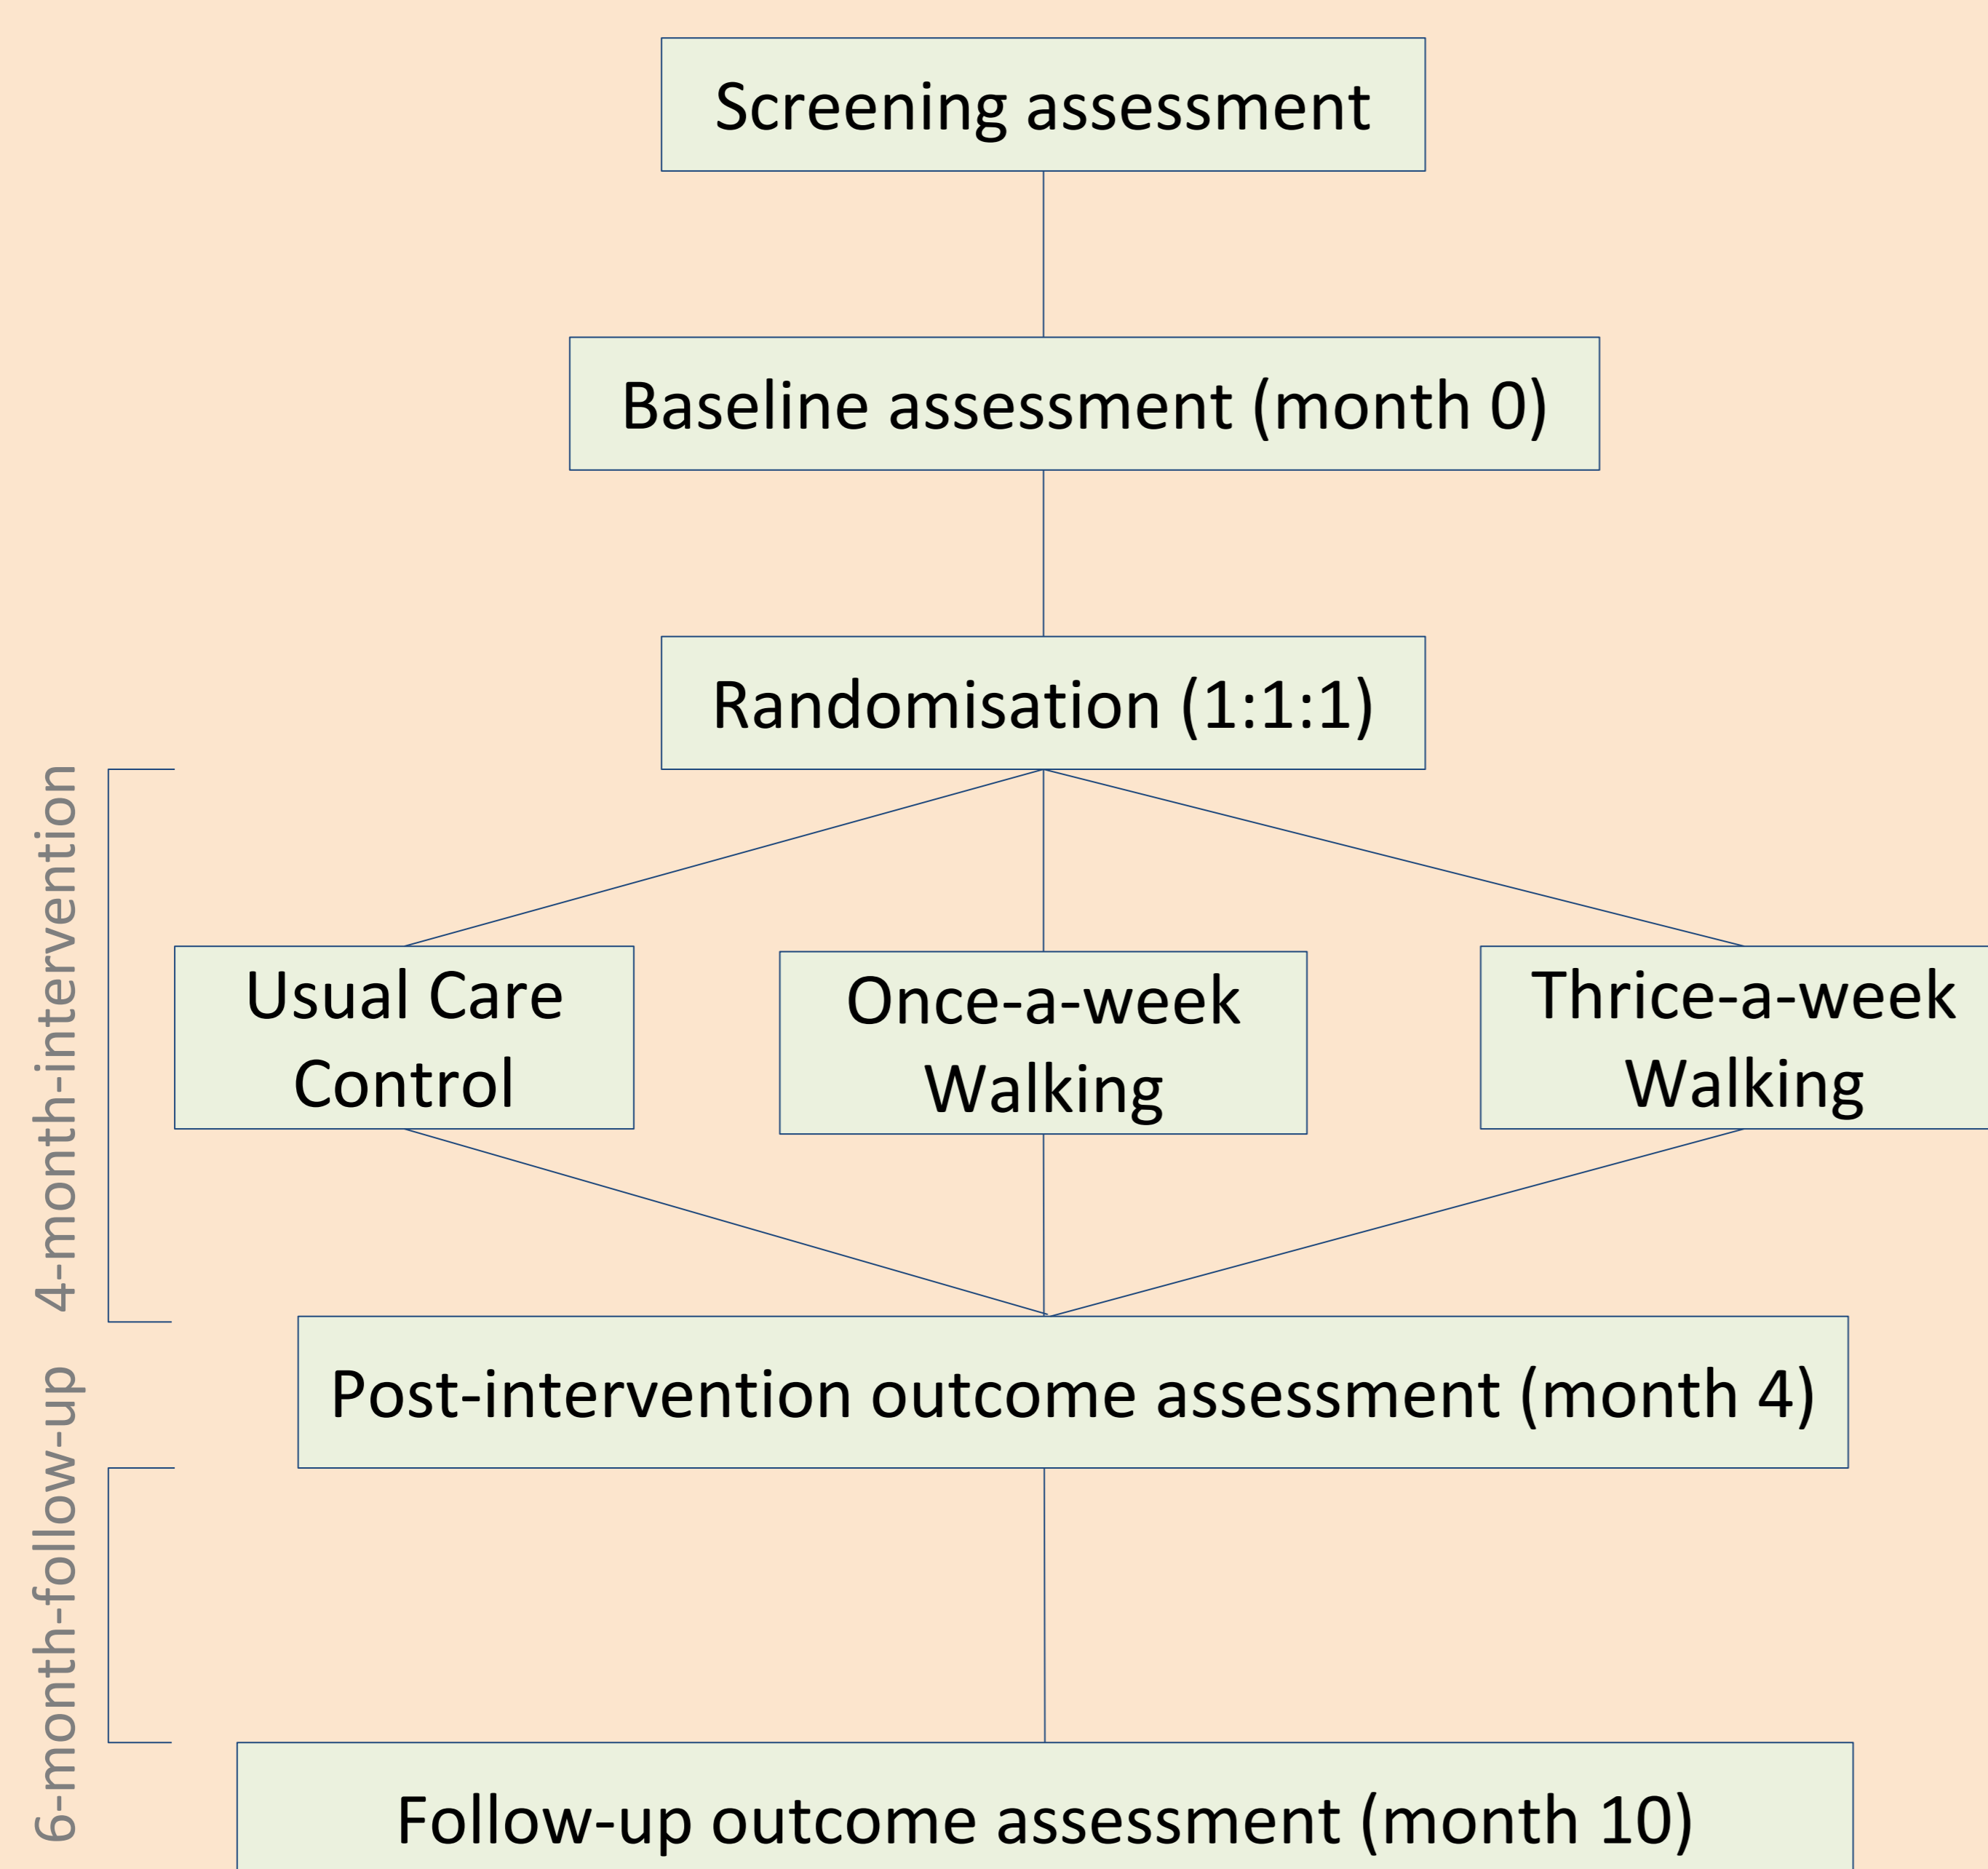 Screening assessment
Baseline assessment (month 0)
Randomisation (1:1:1)
4-month-intervention
Usual Care
Control
Once-a-week
Walking
Thrice-a-week
Walking
Post-intervention outcome assessment (month 4)
6-month-follow-up
Follow-up outcome assessment (month 10)